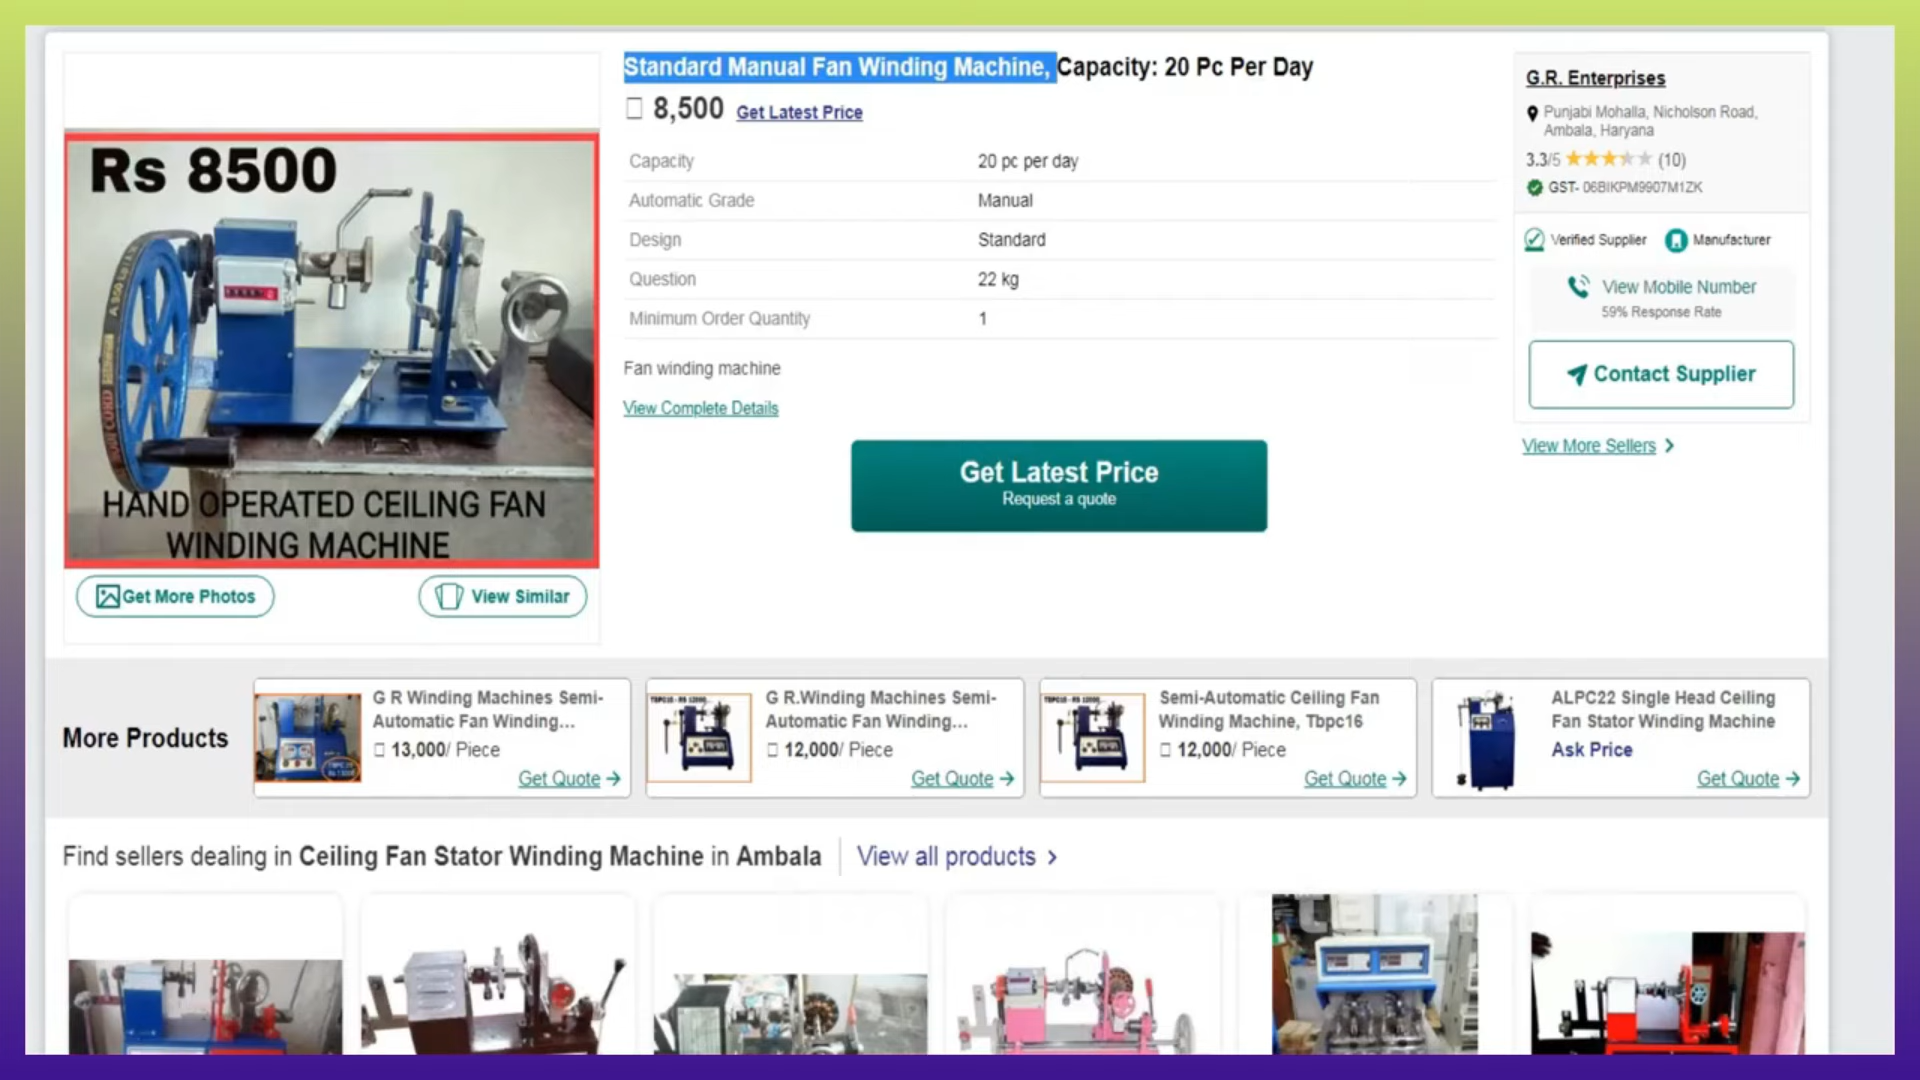 Standard Manual Fan Winding Machine, Capacity: 20 Pc Per Day
8,500 Get Latest Price
Capacity 20 pc per day
Automatic Grade Manual
Design Standard
Question 22 kg
Minimum Order Quantity 1
Fan winding machine
View Complete Details
Get Latest Price
Request a quote
Rs 8500
HAND OPERATED CEILING FAN
WINDING MACHINE
Get More Photos
View Similar
G.R. Enterprises
Punjabi Mohalla, Nicholson Road,
Ambala, Haryana
3.3/5 (10)
GST- 06BIKPM9907M1ZK
Verified Supplier Manufacturer
View Mobile Number
59% Response Rate
Contact Supplier
View More Sellers
More Products
G R Winding Machines Semi-
Automatic Fan Winding...
13,000/ Piece
Get Quote
G R.Winding Machines Semi-
Automatic Fan Winding...
12,000/ Piece
Get Quote
Semi-Automatic Ceiling Fan
Winding Machine, Tbpc16
12,000/ Piece
Get Quote
ALPC22 Single Head Ceiling
Fan Stator Winding Machine
Ask Price
Get Quote
Find sellers dealing in Ceiling Fan Stator Winding Machine in Ambala
View all products